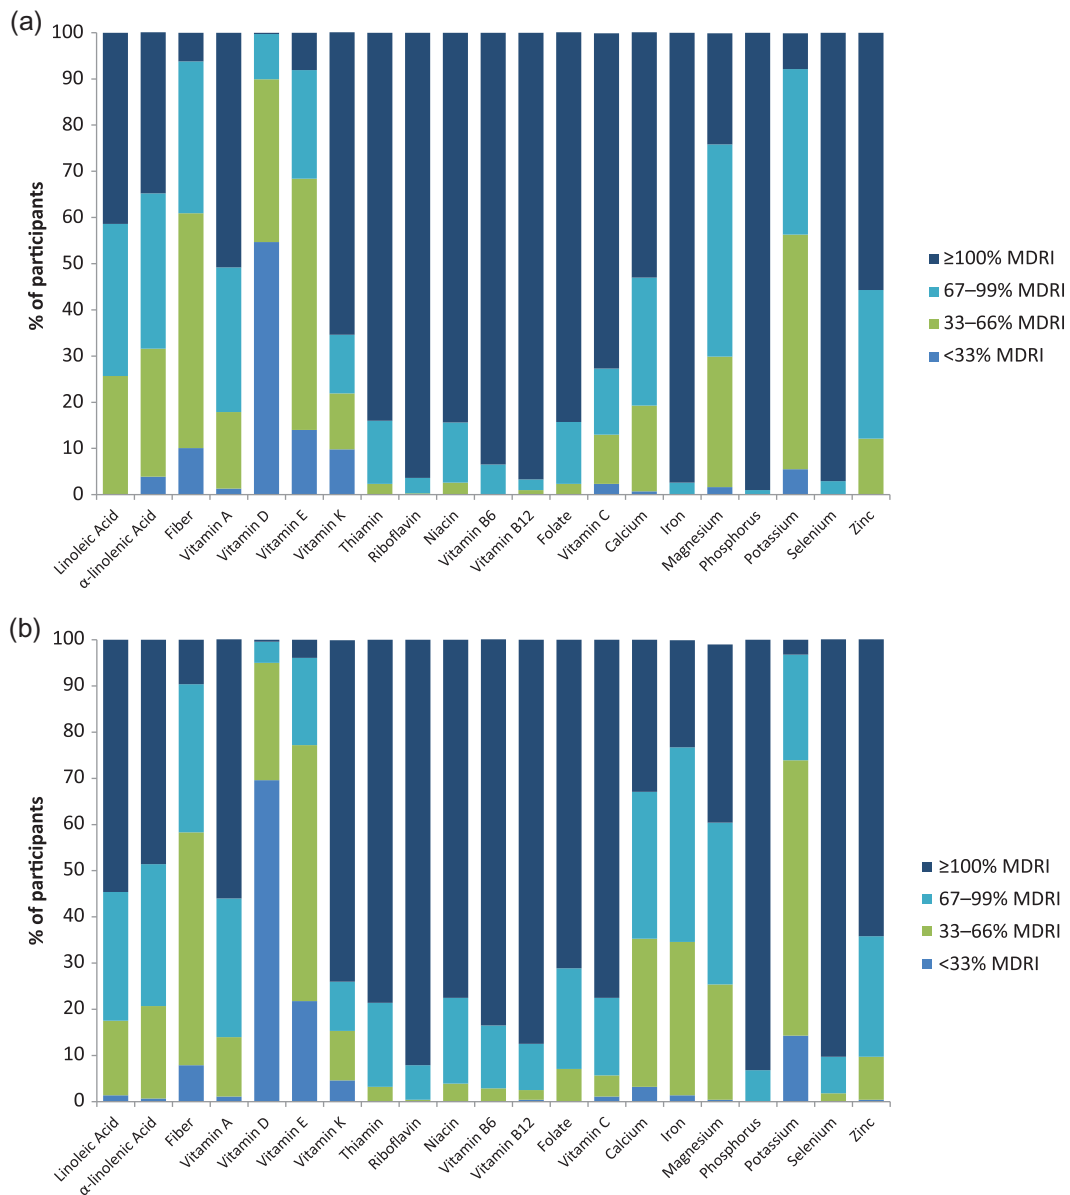 (a)
100
90
80
70
60
50
40
30
20
10
0
% of participants
Linoleic Acid
α-linolenic Acid
Fiber
Vitamin A
Vitamin D
Vitamin E
Vitamin K
Thiamin
Riboflavin
Niacin
Vitamin B6
Vitamin B12
Folate
Vitamin C
Calcium
Iron
Magnesium
Phosphorus
Potassium
Selenium
Zinc
≥100% MDRI
67–99% MDRI
33–66% MDRI
<33% MDRI
(b)
100
90
80
70
60
50
40
30
20
10
0
% of participants
Linoleic Acid
α-linolenic Acid
Fiber
Vitamin A
Vitamin D
Vitamin E
Vitamin K
Thiamin
Riboflavin
Niacin
Vitamin B6
Vitamin B12
Folate
Vitamin C
Calcium
Iron
Magnesium
Phosphorus
Potassium
Selenium
Zinc
≥100% MDRI
67–99% MDRI
33–66% MDRI
<33% MDRI